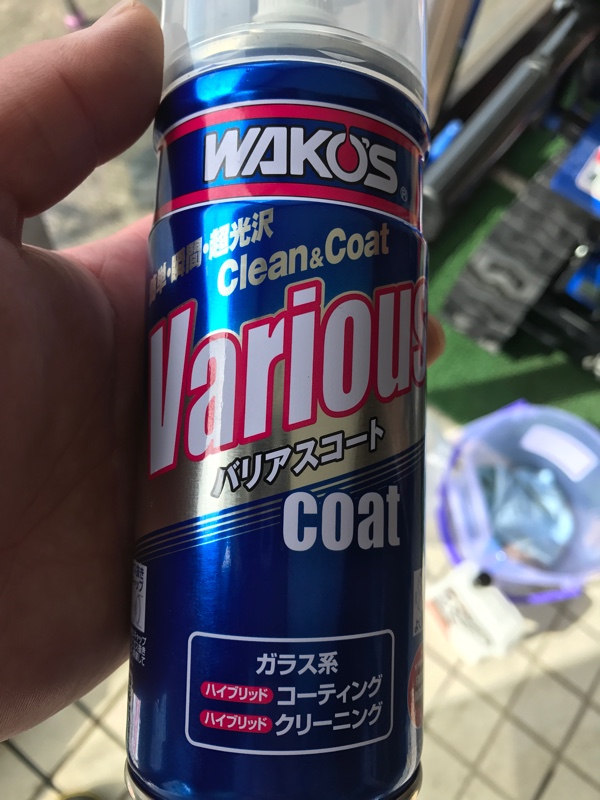 WAKO'S®
簡単・瞬間・超光沢
Clean&Coat
Various
バリアスコート
coat
ガラス系
ハイブリッド コーティング
ハイブリッド クリーニング